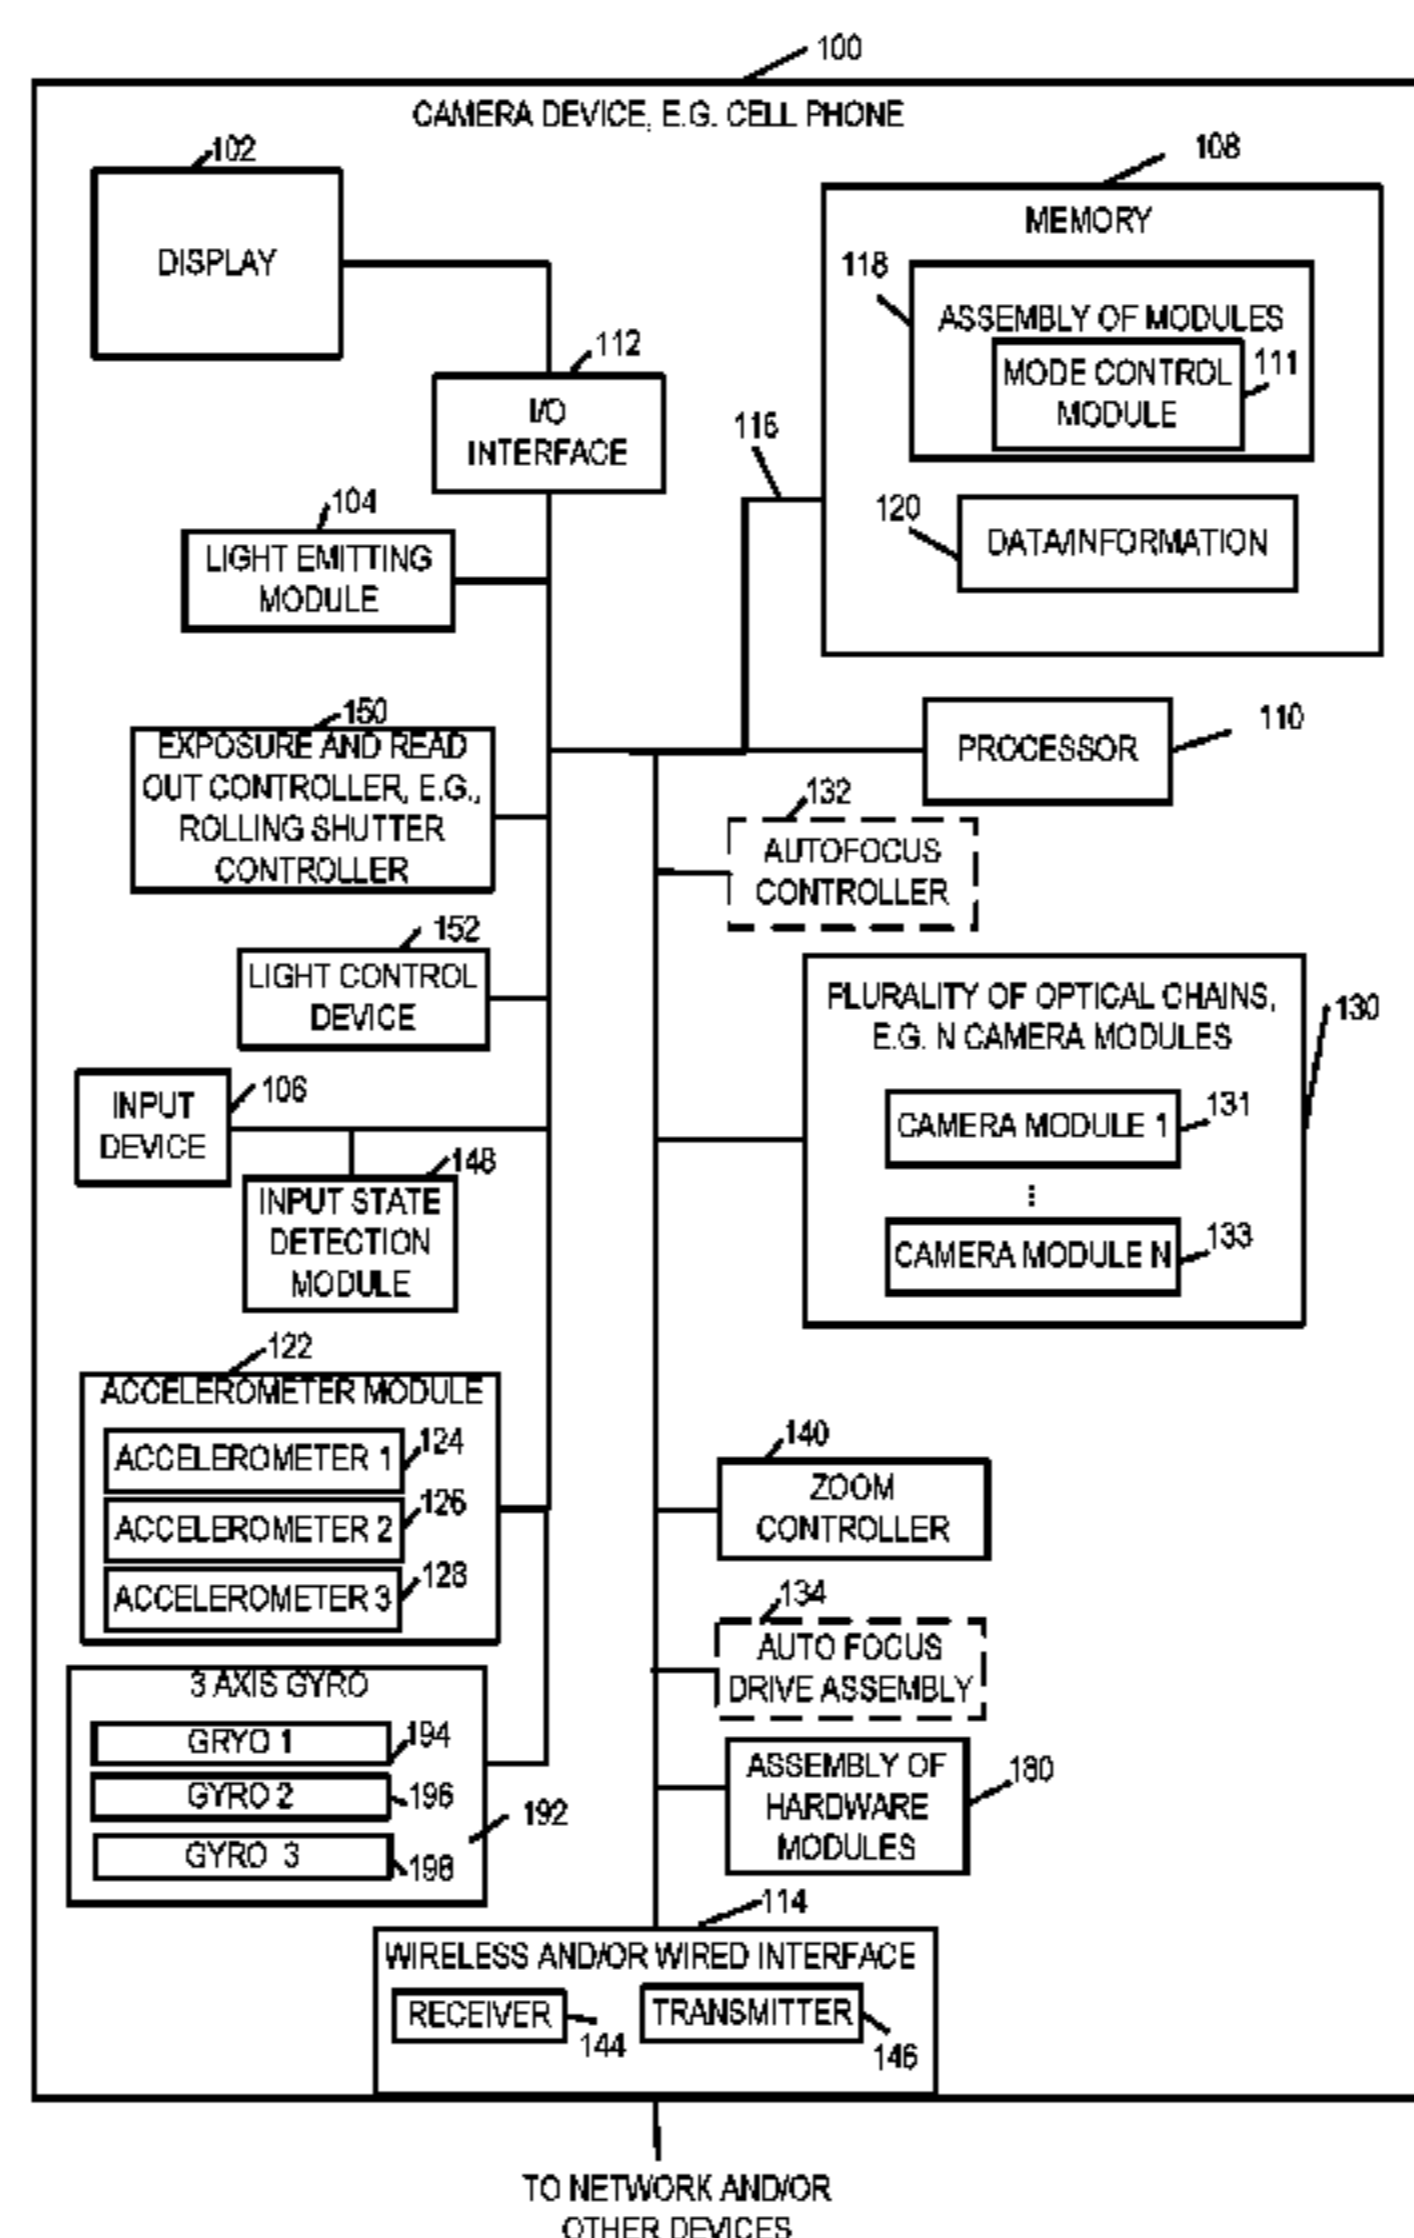 100
CAMERA DEVICE, E.G. CELL PHONE
102
DISPLAY
108
MEMORY
118
ASSEMBLY OF MODULES
MODE CONTROL
MODULE
111
120
DATA/INFORMATION
112
I/O
INTERFACE
116
104
LIGHT EMITTING
MODULE
150
EXPOSURE AND READ
OUT CONTROLLER, E.G.,
ROLLING SHUTTER
CONTROLLER
PROCESSOR
110
132
AUTOFOCUS
CONTROLLER
152
LIGHT CONTROL
DEVICE
PLURALITY OF OPTICAL CHAINS,
E.G. N CAMERA MODULES
130
CAMERA MODULE 1
131
...
CAMERA MODULE N
133
INPUT
DEVICE
106
148
INPUT STATE
DETECTION
MODULE
122
ACCELEROMETER MODULE
ACCELEROMETER 1
124
ACCELEROMETER 2
126
ACCELEROMETER 3
128
140
ZOOM
CONTROLLER
134
AUTO FOCUS
DRIVE ASSEMBLY
3 AXIS GYRO
GRYO 1
194
GYRO 2
196
GYRO 3
198
192
ASSEMBLY OF
HARDWARE
MODULES
180
114
WIRELESS AND/OR WIRED INTERFACE
RECEIVER
144
TRANSMITTER
146
TO NETWORK AND/OR
OTHER DEVICES